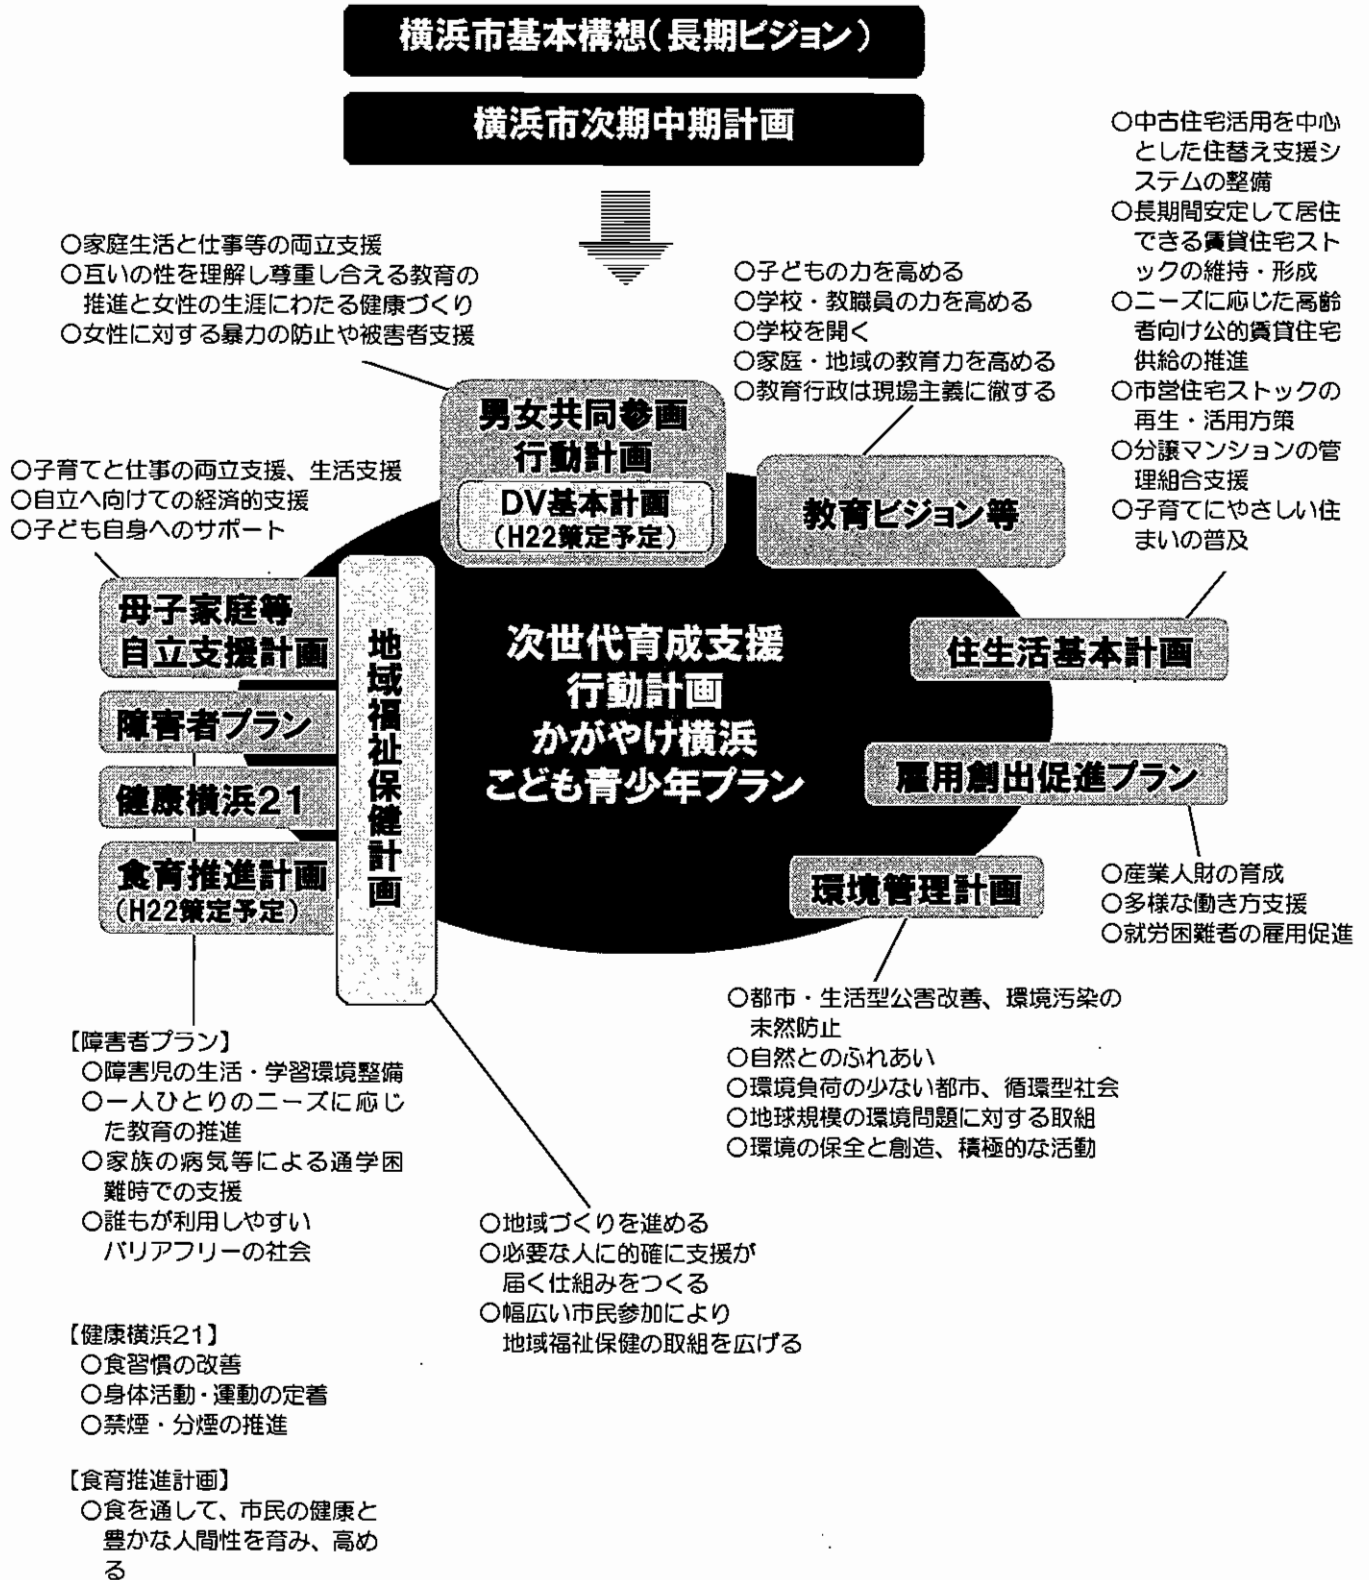 横浜市基本構想(長期ビジョン)
横浜市次期中期計画
○家庭生活と仕事等の両立支援
○互いの性を理解し尊重し合える教育の
推進と女性の生涯にわたる健康づくり
○女性に対する暴力の防止や被害者支援
○子どもの力を高める
○学校・教職員の力を高める
○学校を開く
○家庭・地域の教育力を高める
○教育行政は現場主義に徹する
○中古住宅活用を中心
とした住替え支援シ
ステムの整備
○長期間安定して居住
できる賃貸住宅スト
ックの維持・形成
○ニーズに応じた高齢
者向け公的賃貸住宅
供給の推進
○市営住宅ストックの
再生・活用方策
○分譲マンションの管
理組合支援
○子育てにやさしい住
まいの普及
男女共同参画
行動計画
DV基本計画
(H22策定予定)
教育ビジョン等
○子育てと仕事の両立支援、生活支援
○自立へ向けての経済的支援
○子ども自身へのサポート
母子家庭等
自立支援計画
障害者プラン
健康横浜21
食育推進計画
(H22策定予定)
地域福祉保健計画
次世代育成支援
行動計画
かがやけ横浜
こども青少年プラン
住生活基本計画
雇用創出促進プラン
環境管理計画
○産業人財の育成
○多様な働き方支援
○就労困難者の雇用促進
○都市・生活型公害改善、環境汚染の
未然防止
○自然とのふれあい
○環境負荷の少ない都市、循環型社会
○地球規模の環境問題に対する取組
○環境の保全と創造、積極的な活動
【障害者プラン】
○障害児の生活・学習環境整備
○一人ひとりのニーズに応じ
た教育の推進
○家族の病気等による通学困
難時での支援
○誰もが利用しやすい
バリアフリーの社会
○地域づくりを進める
○必要な人に的確に支援が
届く仕組みをつくる
○幅広い市民参加により
地域福祉保健の取組を広げる
【健康横浜21】
○食習慣の改善
○身体活動・運動の定着
○禁煙・分煙の推進
【食育推進計画】
○食を通して、市民の健康と
豊かな人間性を育み、高め
る